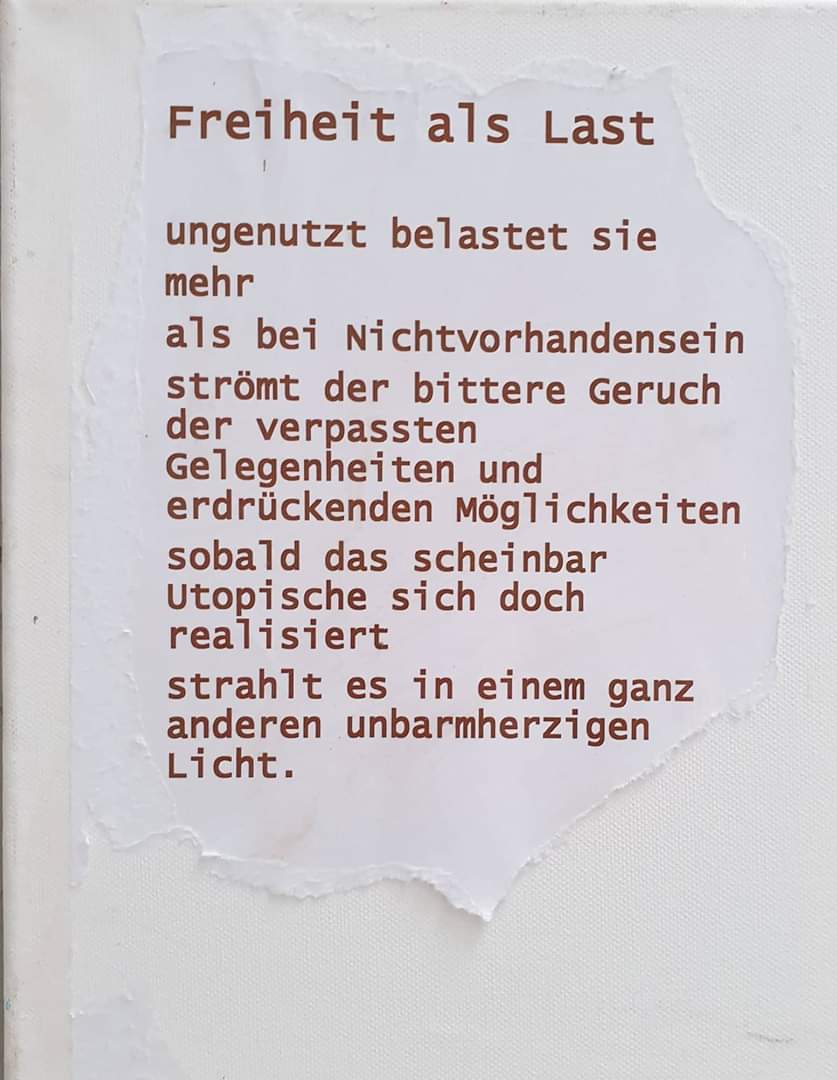 Freiheit als Last
ungenutzt belastet sie
mehr
als bei Nichtvorhandensein
strömt der bittere Geruch
der verpassten
Gelegenheiten und
erdrückenden Möglichkeiten
sobald das scheinbar
Utopische sich doch
realisiert
strahlt es in einem ganz
anderen unbarmherzigen
Licht.